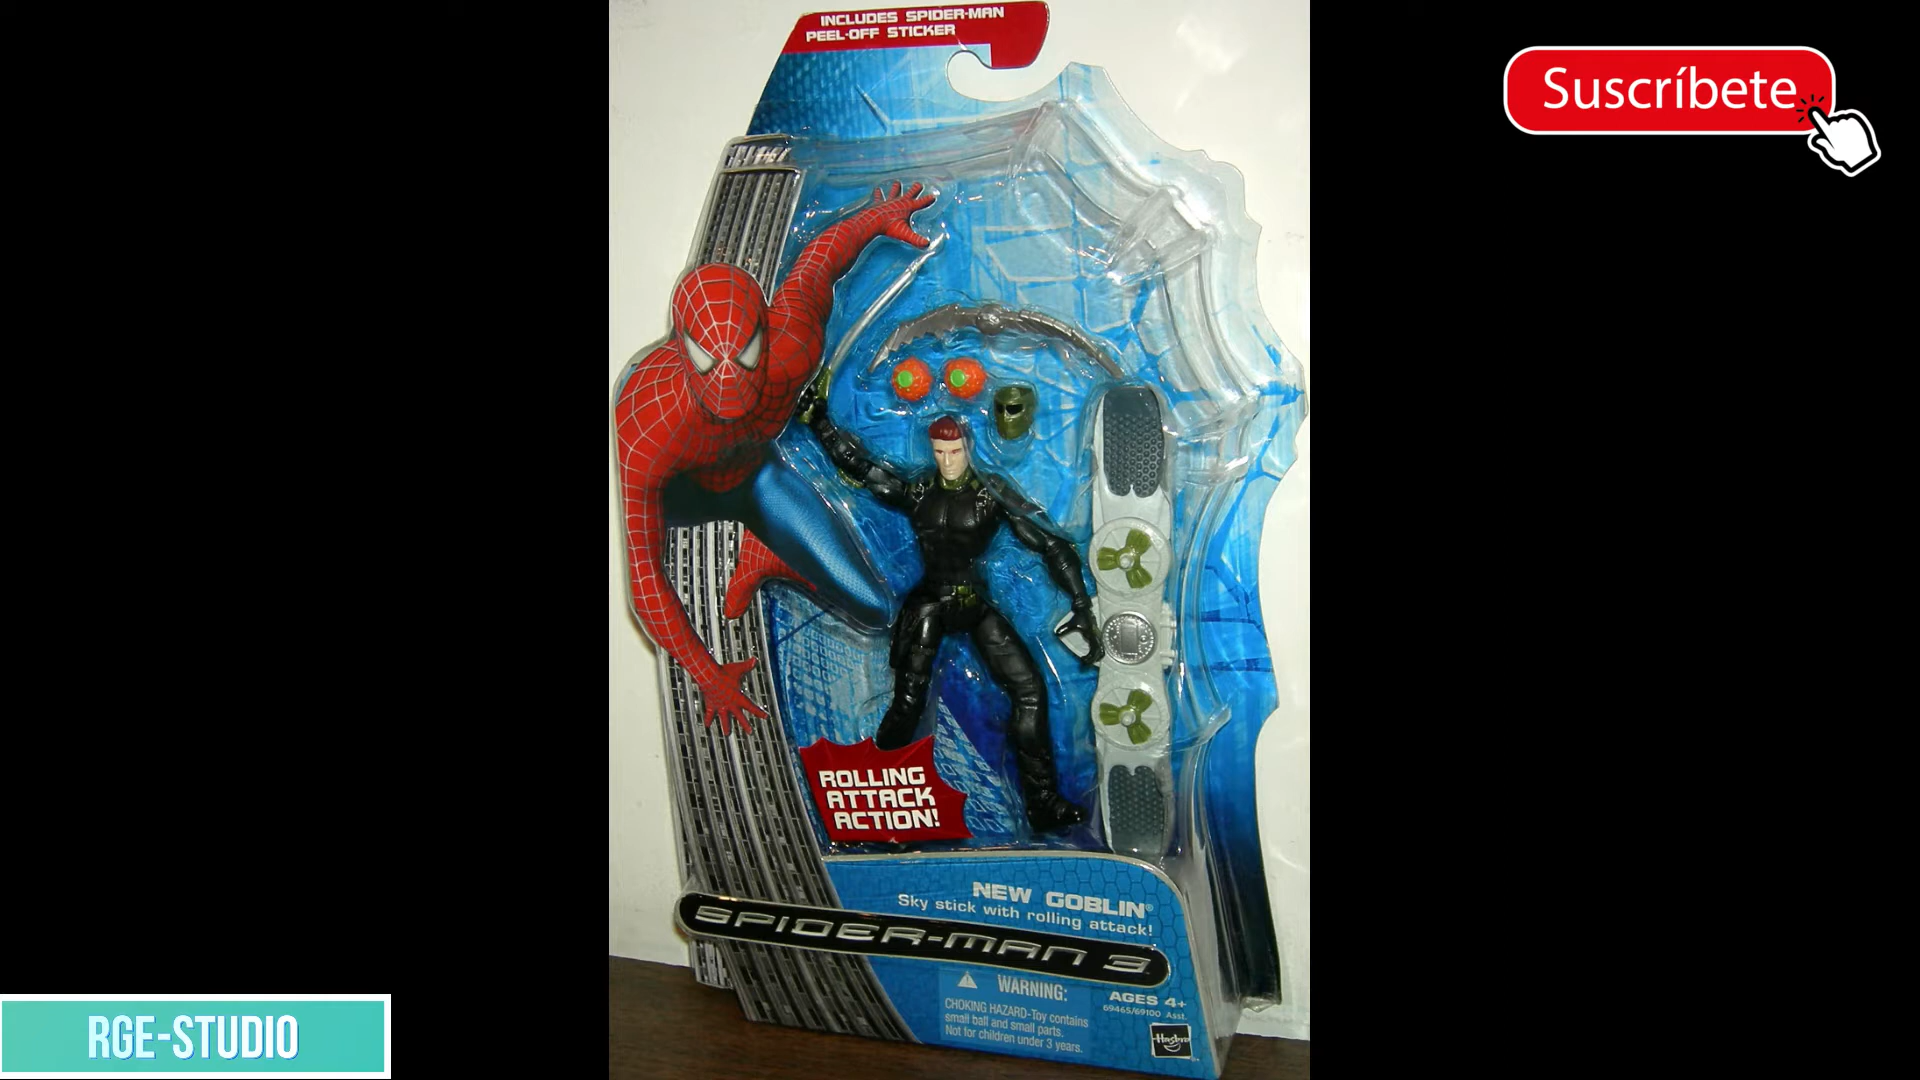 INCLUDES SPIDER-MAN
PEEL-OFF STICKER
Suscríbete
ROLLING
ATTACK
ACTION!
NEW GOBLIN®
Sky stick with rolling attack!
SPIDER-MAN 3
WARNING:
CHOKING HAZARD-Toy contains
small ball and small parts.
Not for children under 3 years.
AGES 4+
69465/69100 Asst.
Hasbro
RGE-STUDIO